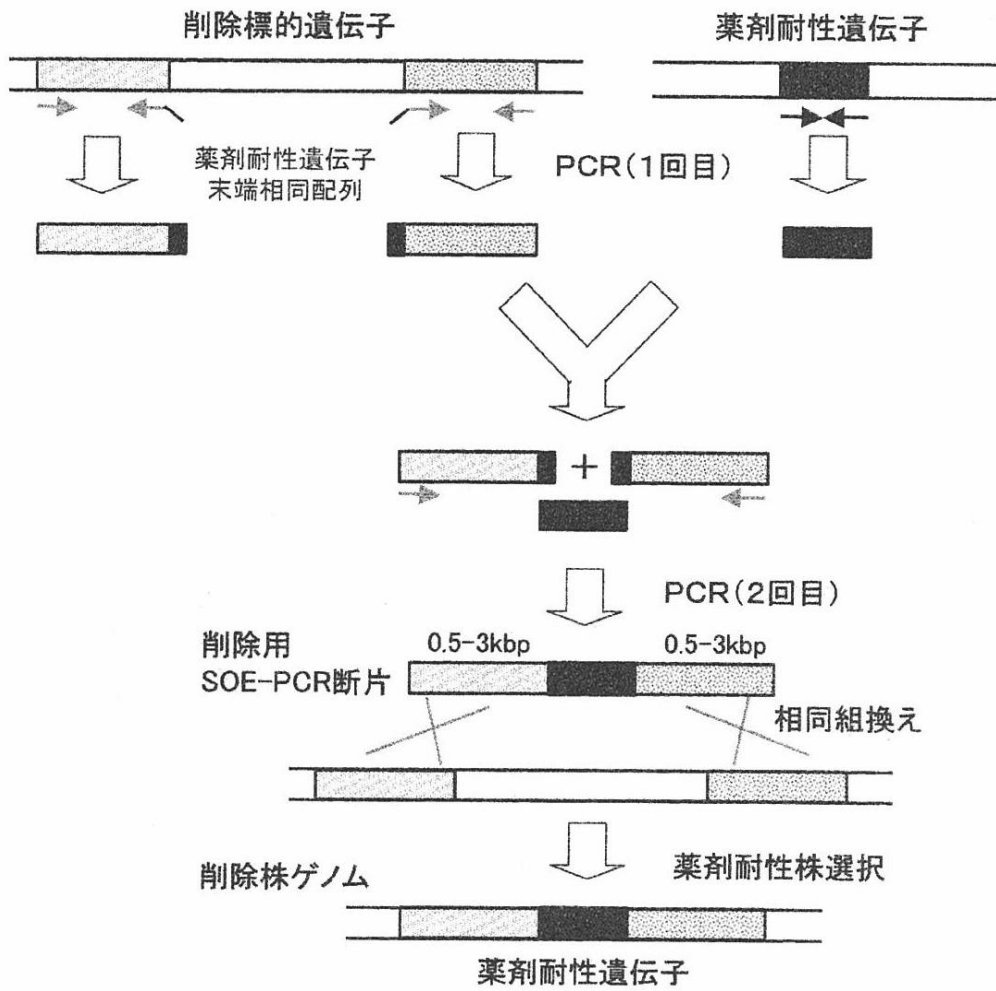 削除標的遺伝子
薬剤耐性遺伝子
薬剤耐性遺伝子
末端相同配列
PCR(1回目)
+
PCR(2回目)
削除用
SOE-PCR断片
0.5-3kbp
0.5-3kbp
相同組換え
削除株ゲノム
薬剤耐性株選択
薬剤耐性遺伝子